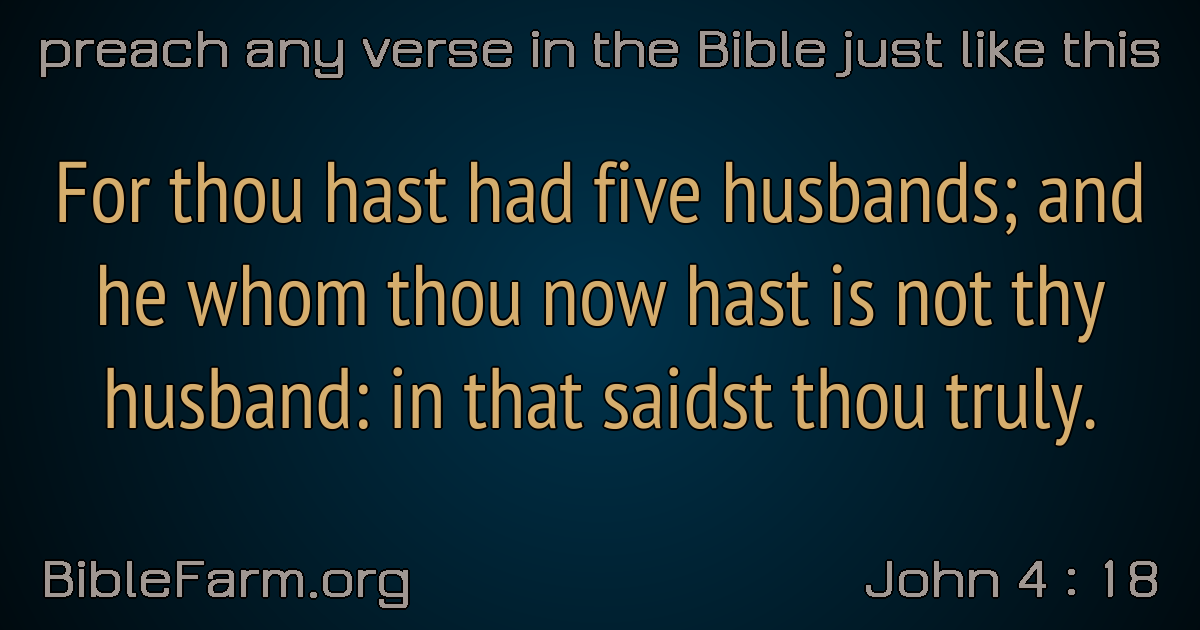 preach any verse in the Bible just like this
For thou hast had five husbands; and
he whom thou now hast is not thy
husband: in that saidst thou truly.
BibleFarm.org
John 4 : 18